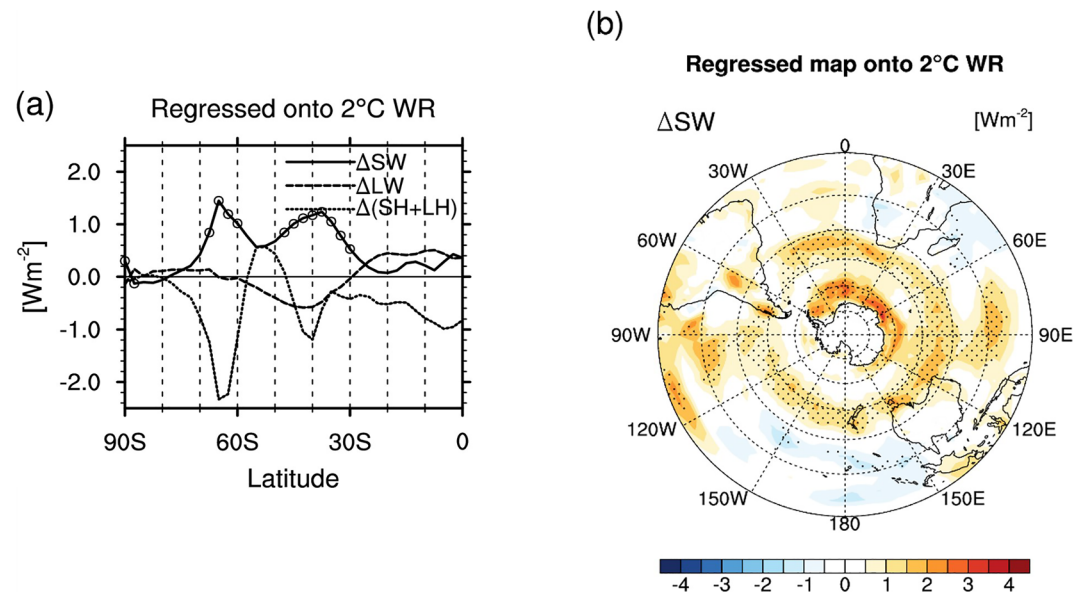 (a)
Regressed onto 2°C WR
[Wm-2]
2.0
1.0
0.0
-1.0
-2.0
ΔSW
ΔLW
Δ(SH+LH)
90S 60S 30S 0
Latitude
(b)
Regressed map onto 2°C WR
ΔSW [Wm-2]
0
30W 30E
60W 60E
90W 90E
120W 120E
150W 150E
180
-4 -3 -2 -1 0 1 2 3 4